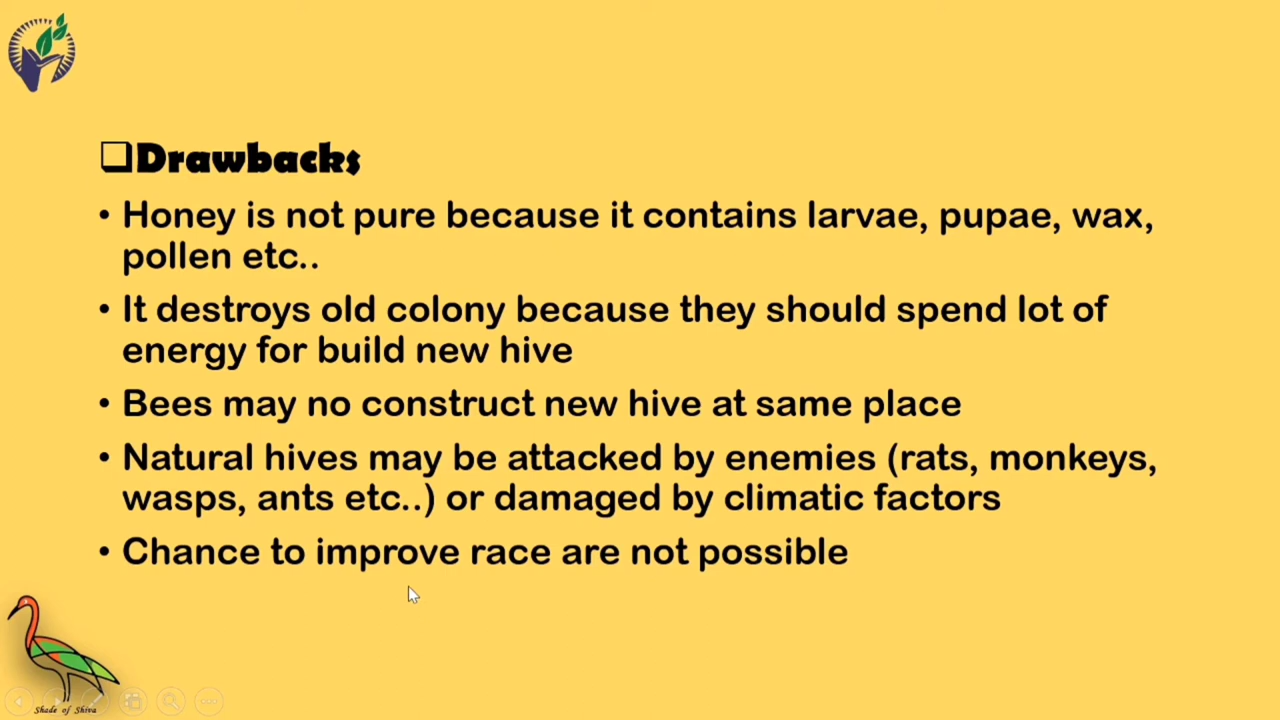 ❑Drawbacks
• Honey is not pure because it contains larvae, pupae, wax,
pollen etc..
• It destroys old colony because they should spend lot of
energy for build new hive
• Bees may no construct new hive at same place
• Natural hives may be attacked by enemies (rats, monkeys,
wasps, ants etc..) or damaged by climatic factors
• Chance to improve race are not possible
Shade of Shiva